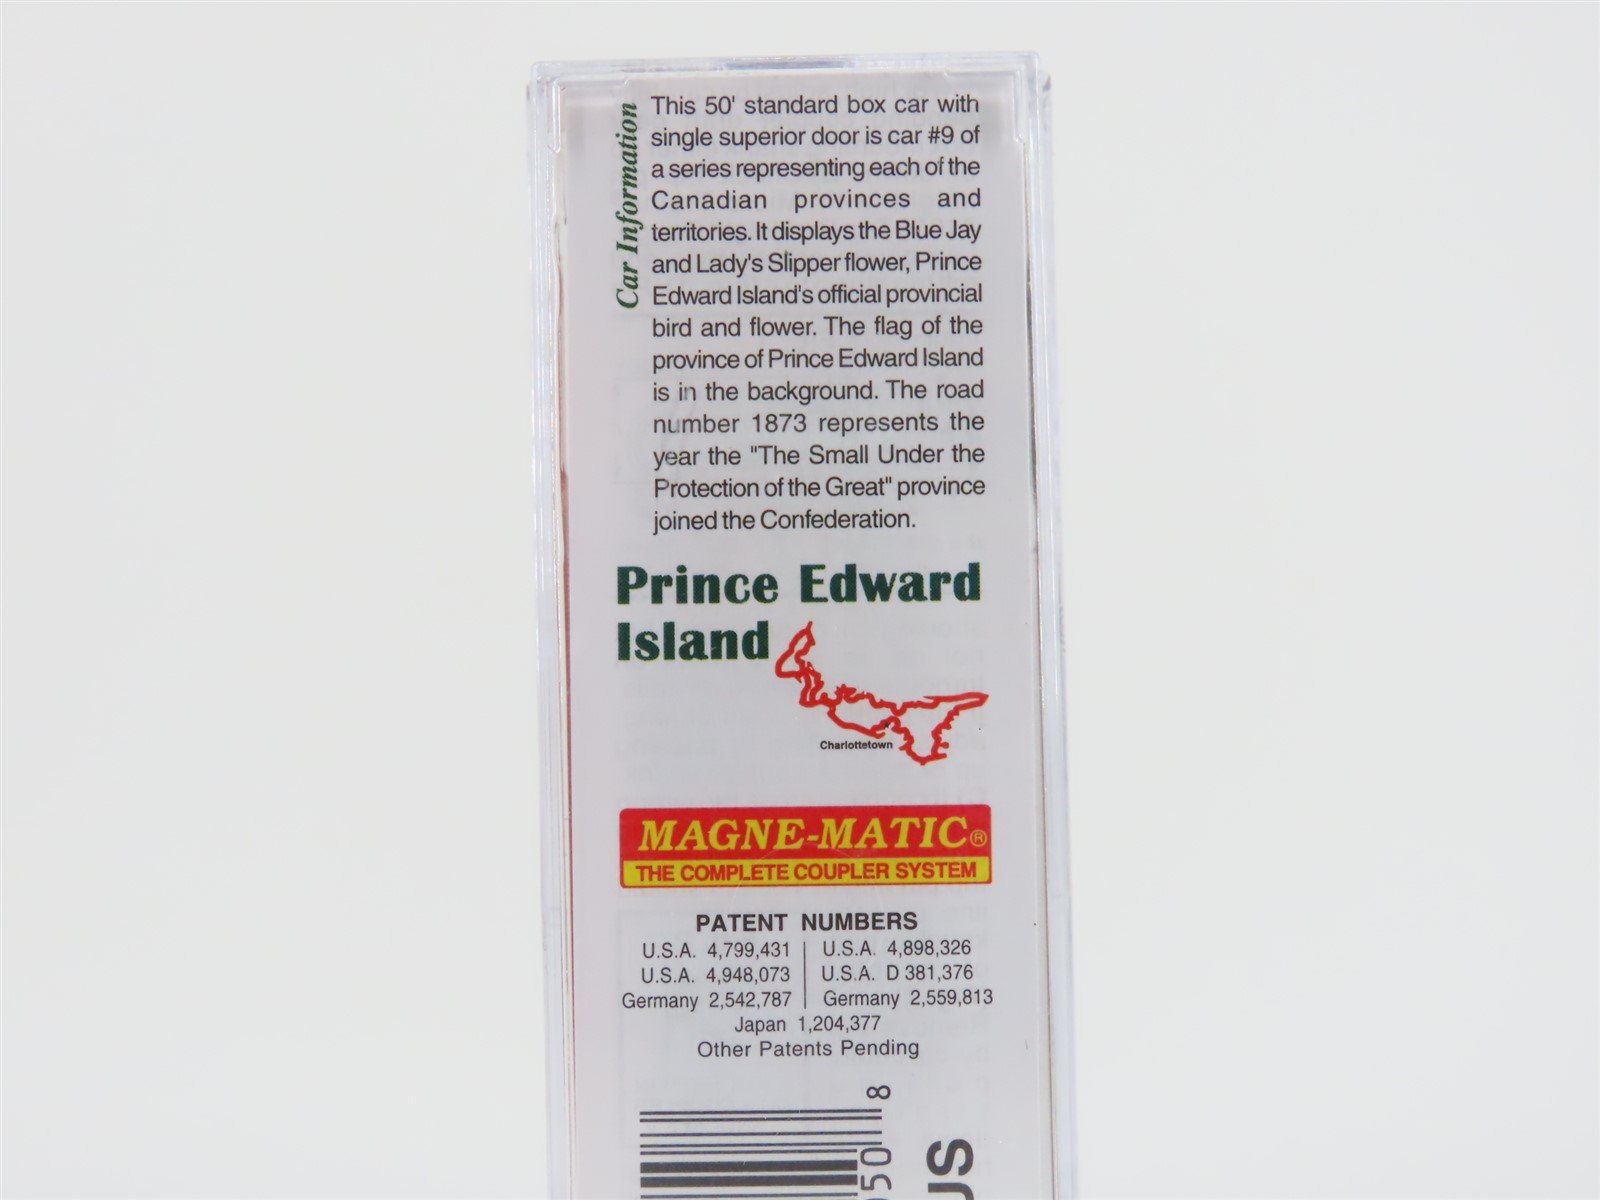 Car Information
This 50' standard box car with
single superior door is car #9 of
a series representing each of the
Canadian provinces and
territories. It displays the Blue Jay
and Lady's Slipper flower, Prince
Edward Island's official provincial
bird and flower. The flag of the
province of Prince Edward Island
is in the background. The road
number 1873 represents the
year the "The Small Under the
Protection of the Great" province
joined the Confederation.
Prince Edward
Island
Charlottetown
MAGNE-MATIC®
THE COMPLETE COUPLER SYSTEM
PATENT NUMBERS
U.S.A. 4,799,431 | U.S.A. 4,898,326
U.S.A. 4,948,073 | U.S.A. D 381,376
Germany 2,542,787 | Germany 2,559,813
Japan 1,204,377
Other Patents Pending
8